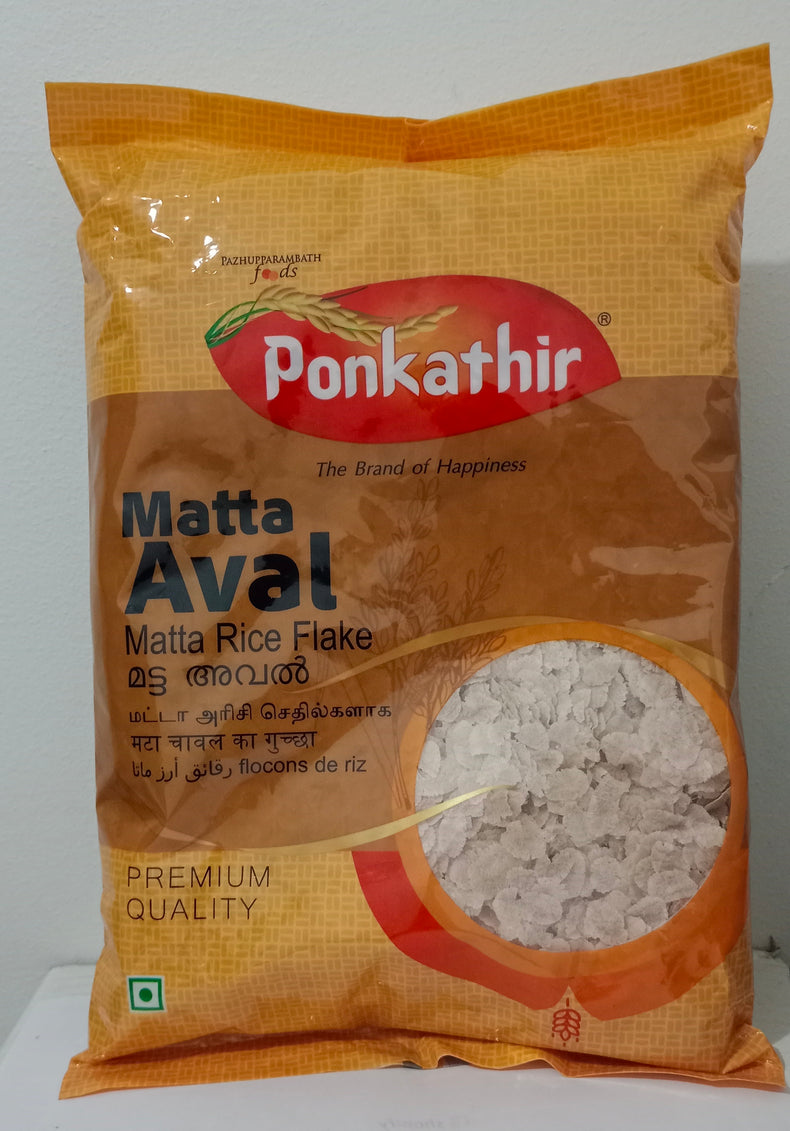 PAZHUPPARAMBATH
foods
Ponkathir ®
The Brand of Happiness
Matta
Aval
Matta Rice Flake
മട്ട അവൽ
மட்டா அரிசி செதில்களாக
मटा चावल का गुच्छा
رقائق أرز ماتا flocons de riz
PREMIUM
QUALITY